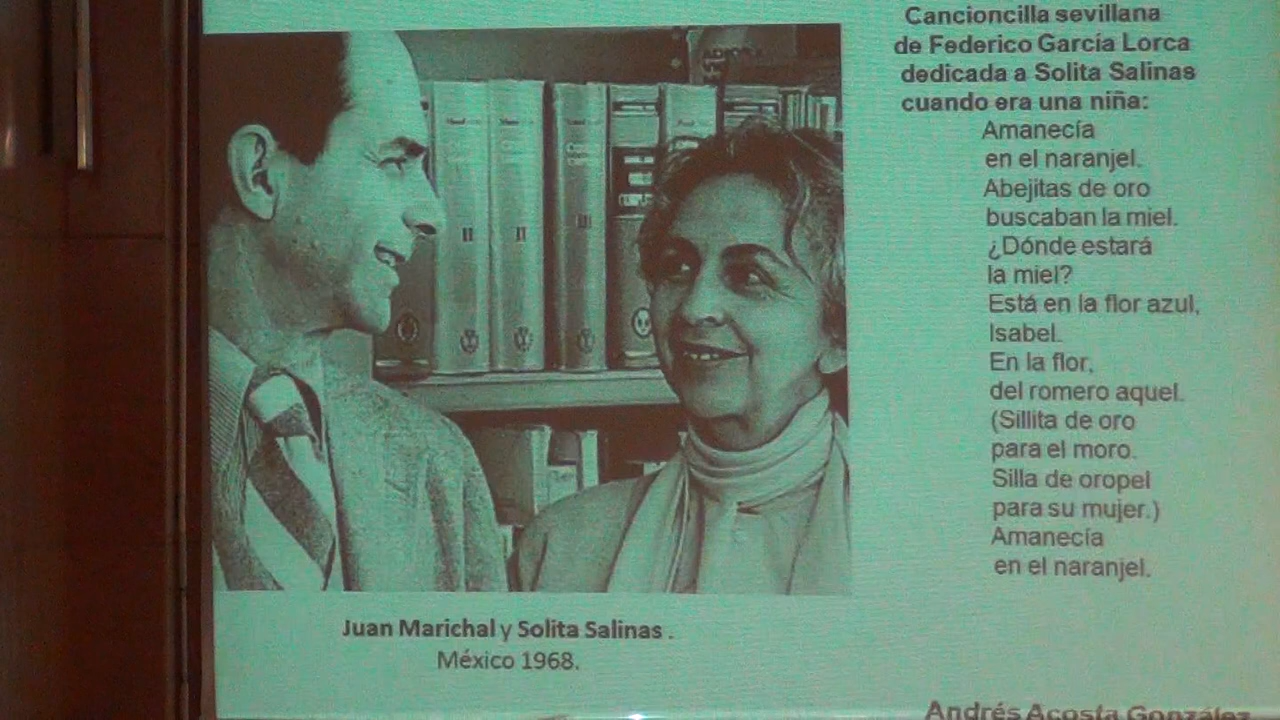 Cancioncilla sevillana
de Federico García Lorca
dedicada a Solita Salinas
cuando era una niña:
Amanecía
en el naranjel.
Abejitas de oro
buscaban la miel.
¿Dónde estará
la miel?
Está en la flor azul,
Isabel.
En la flor,
del romero aquel.
(Sillita de oro
para el moro.
Silla de oropel
para su mujer.)
Amanecía
en el naranjel.
II
II
III
Juan Marichal y Solita Salinas .
México 1968.
Andrés Acosta González